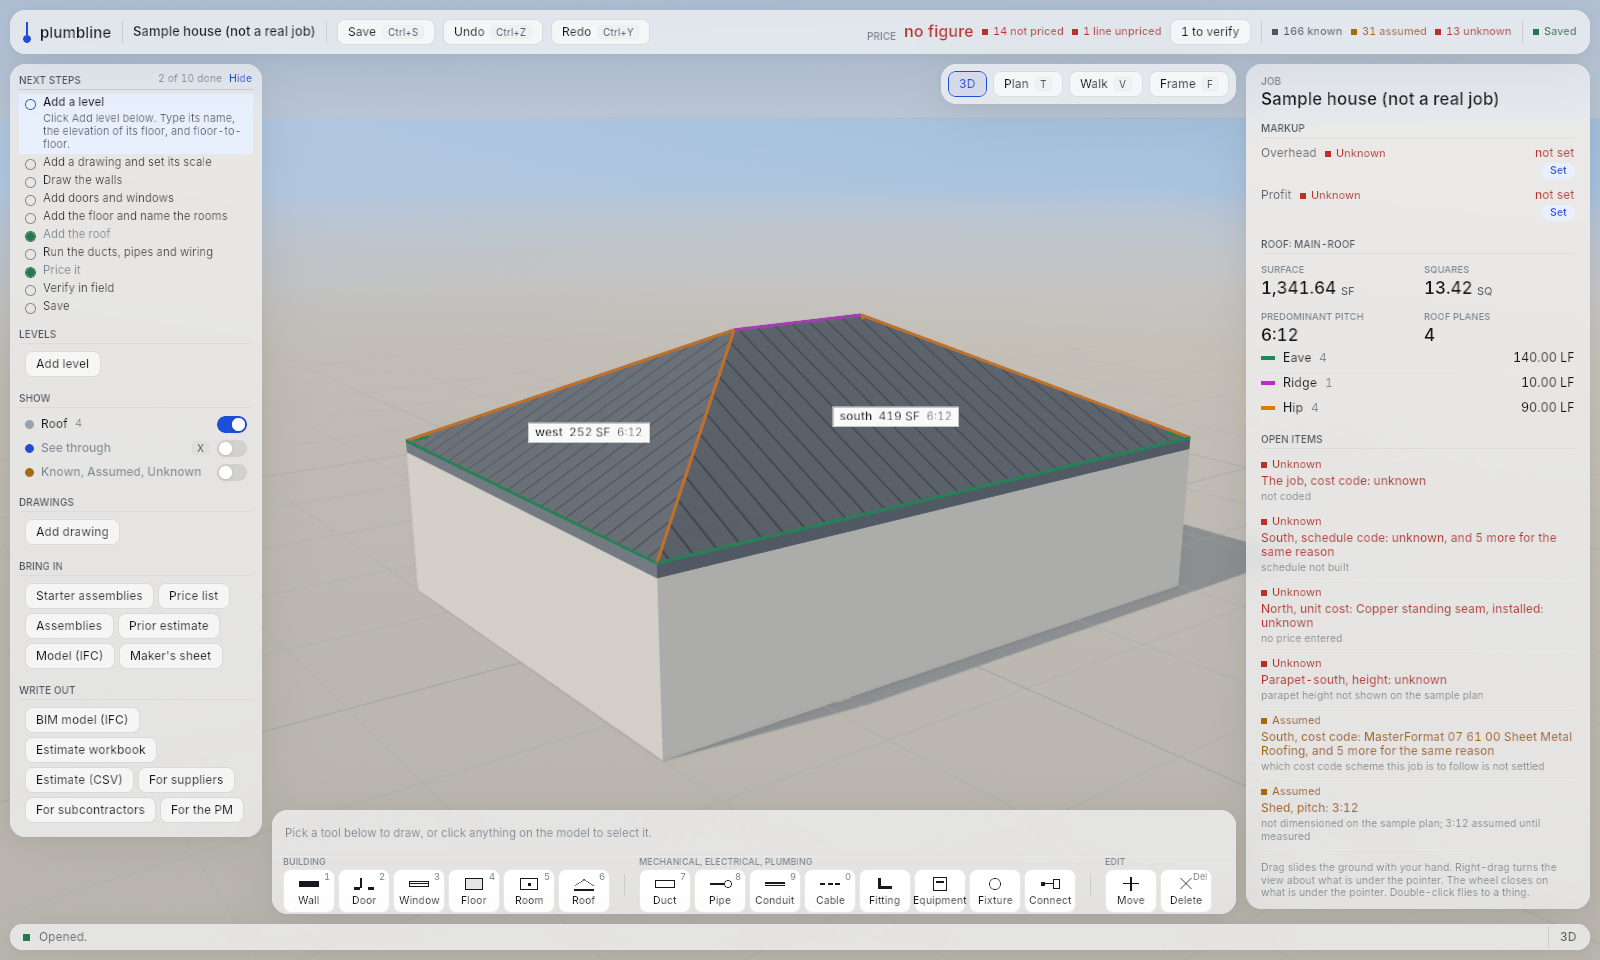 plumbline
Sample house (not a real job)
Save Ctrl+S
Undo Ctrl+Z
Redo Ctrl+Y
PRICE no figure
14 not priced
1 line unpriced
1 to verify
166 known
31 assumed
13 unknown
Saved
NEXT STEPS
2 of 10 done Hide
Add a level
Click Add level below. Type its name,
the elevation of its floor, and floor-to-
floor.
Add a drawing and set its scale
Draw the walls
Add doors and windows
Add the floor and name the rooms
Add the roof
Run the ducts, pipes and wiring
Price it
Verify in field
Save
LEVELS
Add level
SHOW
Roof 4
See through X
Known, Assumed, Unknown
DRAWINGS
Add drawing
BRING IN
Starter assemblies Price list
Assemblies Prior estimate
Model (IFC) Maker's sheet
WRITE OUT
BIM model (IFC)
Estimate workbook
Estimate (CSV) For suppliers
For subcontractors For the PM
3D
Plan T
Walk V
Frame F
west 252 SF 6:12
south 419 SF 6:12
Pick a tool below to draw, or click anything on the model to select it.
BUILDING
1 Wall
2 Door
3 Window
4 Floor
5 Room
6 Roof
MECHANICAL, ELECTRICAL, PLUMBING
7 Duct
8 Pipe
9 Conduit
0 Cable
Fitting
Equipment
Fixture
Connect
EDIT
Move
Del Delete
JOB
Sample house (not a real job)
MARKUP
Overhead Unknown not set
Set
Profit Unknown not set
Set
ROOF: MAIN-ROOF
SURFACE SQUARES
1,341.64 SF 13.42 SQ
PREDOMINANT PITCH ROOF PLANES
6:12 4
Eave 4 140.00 LF
Ridge 1 10.00 LF
Hip 4 90.00 LF
OPEN ITEMS
Unknown
The job, cost code: unknown
not coded
Unknown
South, schedule code: unknown, and 5 more for the
same reason
schedule not built
Unknown
North, unit cost: Copper standing seam, installed:
unknown
no price entered
Unknown
Parapet-south, height: unknown
parapet height not shown on the sample plan
Assumed
South, cost code: MasterFormat 07 61 00 Sheet Metal
Roofing, and 5 more for the same reason
which cost code scheme this job is to follow is not settled
Assumed
Shed, pitch: 3:12
not dimensioned on the sample plan; 3:12 assumed until
measured
Drag slides the ground with your hand. Right-drag turns the
view about what is under the pointer. The wheel closes on
what is under the pointer. Double-click flies to a thing.
Opened.
3D